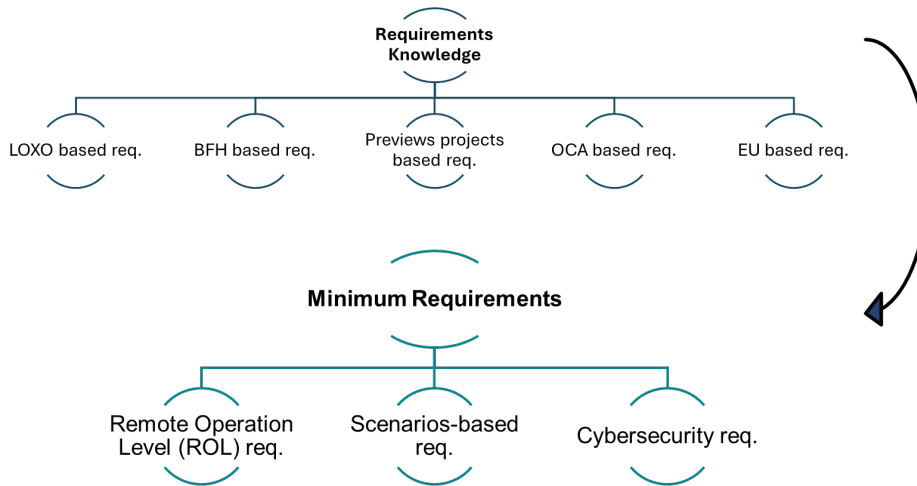 Requirements
Knowledge
LOXO based req.
BFH based req.
Previews projects
based req.
OCA based req.
EU based req.
Minimum Requirements
Remote Operation
Level (ROL) req.
Scenarios-based
req.
Cybersecurity req.